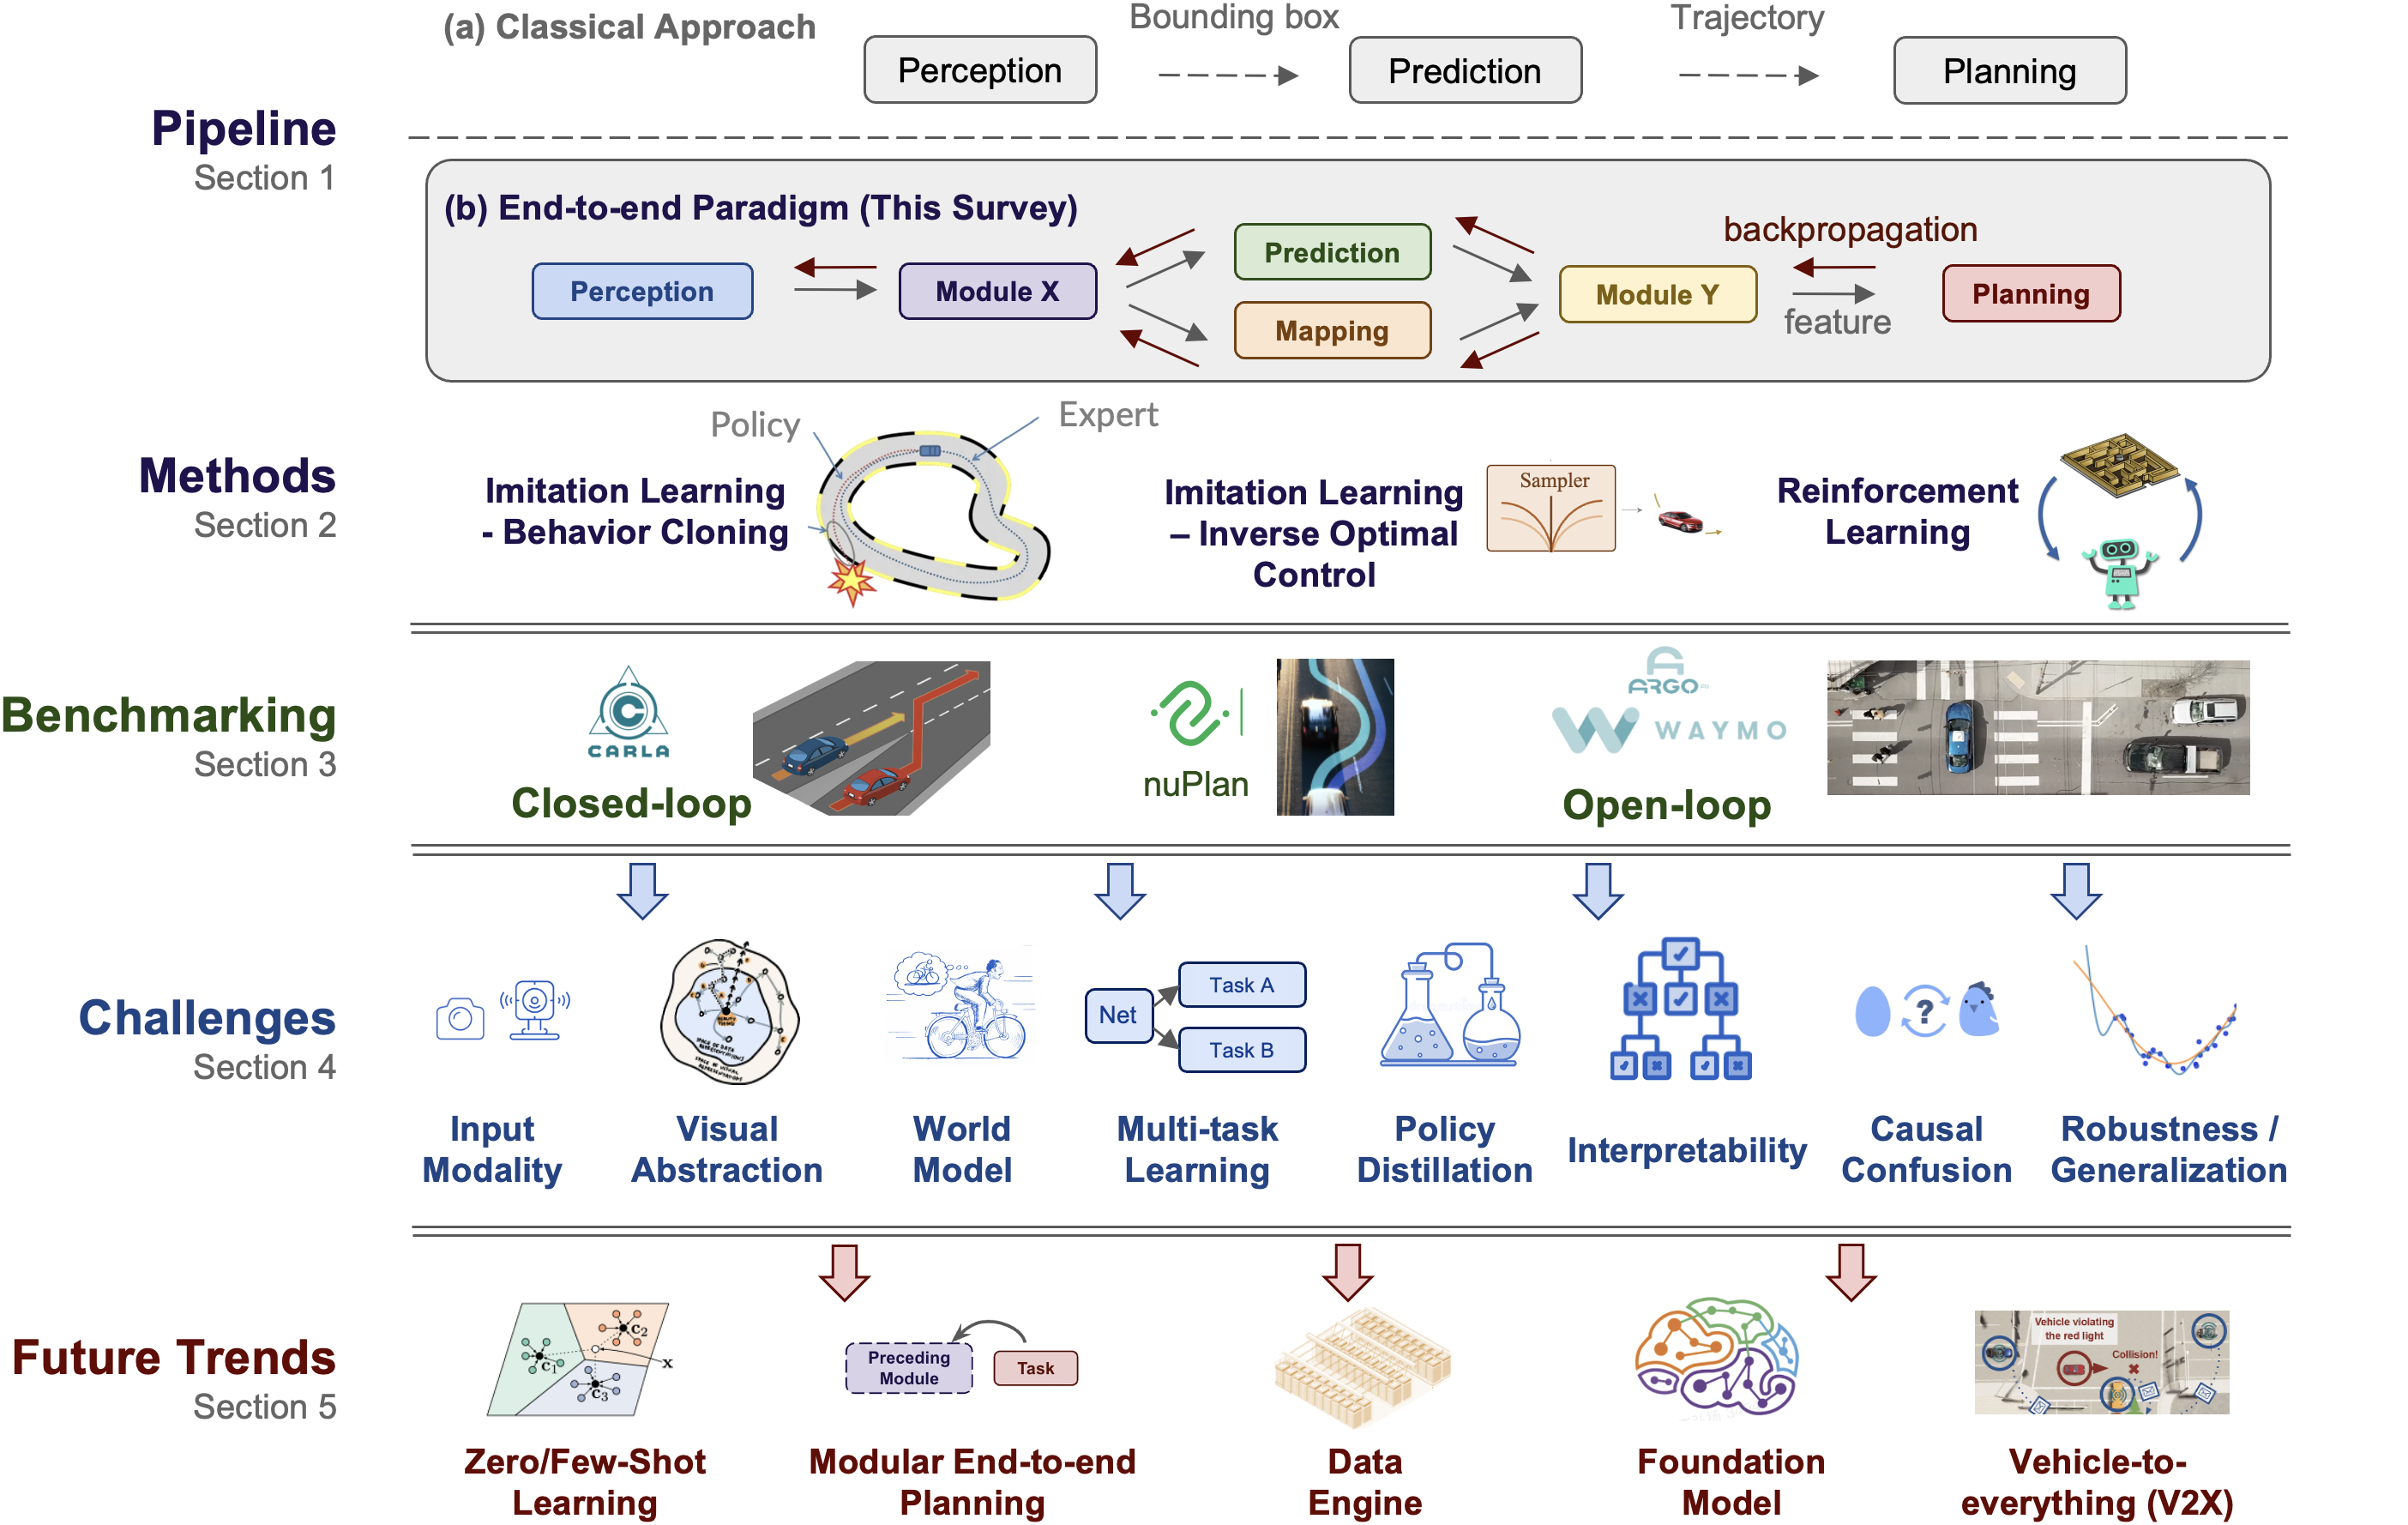 (a) Classical Approach
Bounding box
Trajectory
Perception
Prediction
Planning
Pipeline
Section 1
(b) End-to-end Paradigm (This Survey)
backpropagation
Perception
Module X
Prediction
Mapping
Module Y
Planning
feature
Methods
Section 2
Policy
Expert
Imitation Learning
- Behavior Cloning
Imitation Learning
– Inverse Optimal
Control
Sampler
Reinforcement
Learning
Benchmarking
Section 3
CARLA
Closed-loop
nuPlan
ARGO AI
WAYMO
Open-loop
Challenges
Section 4
Net
Task A
Task B
?
Input
Modality
Visual
Abstraction
World
Model
Multi-task
Learning
Policy
Distillation
Interpretability
Causal
Confusion
Robustness /
Generalization
Future Trends
Section 5
c1
c2
c3
x
Preceding
Module
Task
Vehicle violating
the red light
Collision!
Zero/Few-Shot
Learning
Modular End-to-end
Planning
Data
Engine
Foundation
Model
Vehicle-to-
everything (V2X)